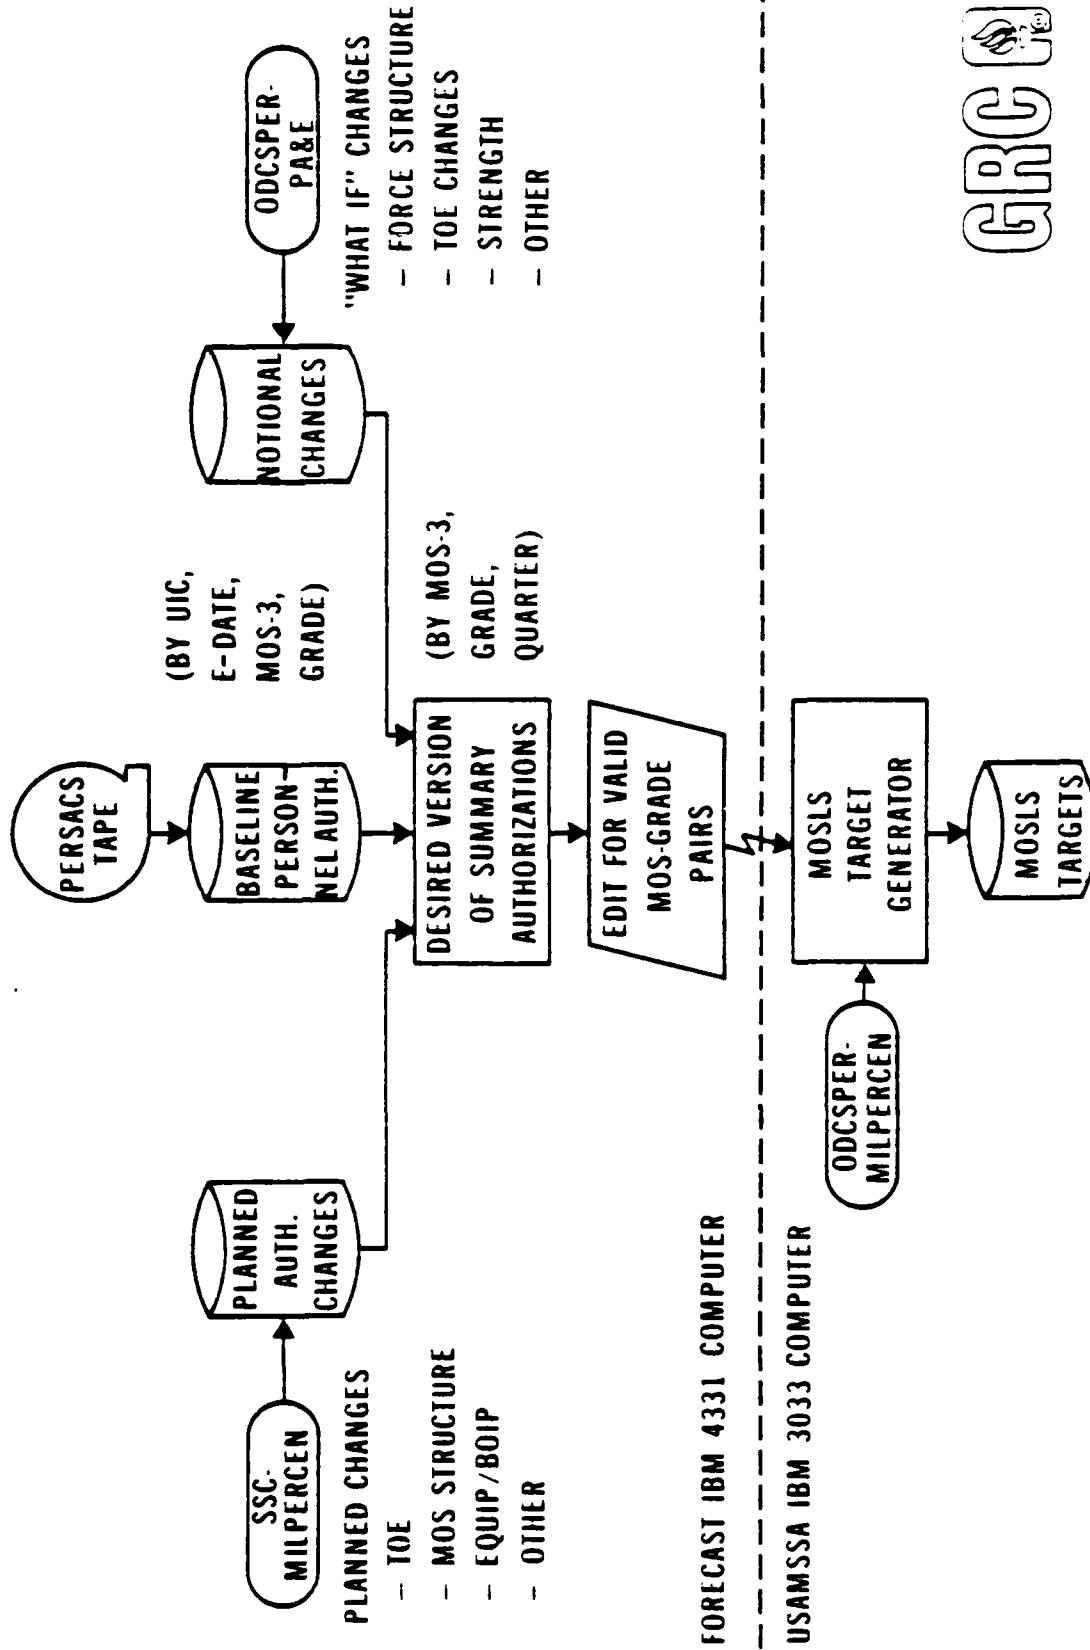 PERSACS
TAPE
SSC-
MILPERCEN
PLANNED
AUTH.
CHANGES
BASELINE
PERSON-
NEL AUTH.
(BY UIC,
E-DATE,
MOS-3,
GRADE)
NOTIONAL
CHANGES
ODCSPER-
PA&E
PLANNED CHANGES
- TOE
- MOS STRUCTURE
- EQUIP/BOIP
- OTHER
"WHAT IF" CHANGES
- FORCE STRUCTURE
- TOE CHANGES
- STRENGTH
- OTHER
DESIRED VERSION
OF SUMMARY
AUTHORIZATIONS
(BY MOS-3,
GRADE,
QUARTER)
EDIT FOR VALID
MOS-GRADE
PAIRS
FORECAST IBM 4331 COMPUTER
USAMSSA IBM 3033 COMPUTER
ODCSPER-
MILPERCEN
MOSLS
TARGET
GENERATOR
MOSLS
TARGETS
GRC